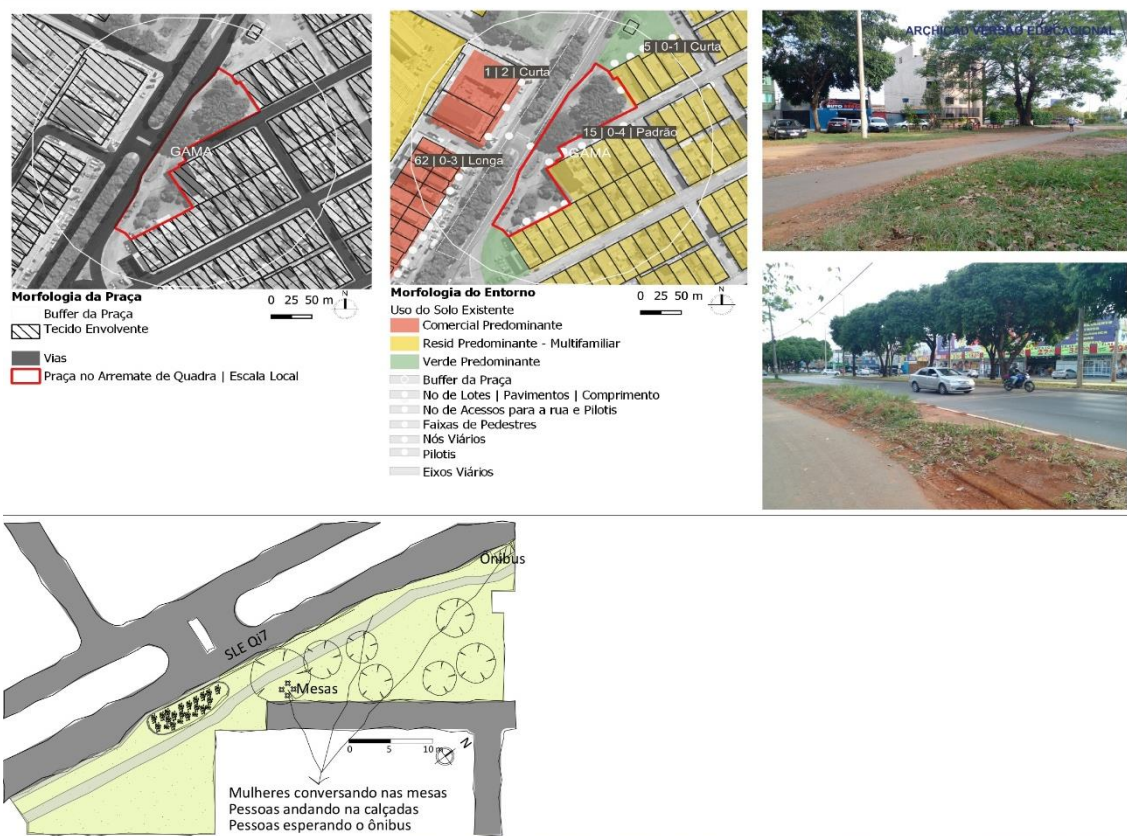 GAMA
Morfologia da Praça
Buffer da Praça
Tecido Envolvente
Vias
Praça no Arremate de Quadra | Escala Local
0 25 50 m
N
5 | 0-1 | Curta
1 | 2 | Curta
15 | 0-4 | Padrão
GAMA
62 | 0-3 | Longa
Morfologia do Entorno
Uso do Solo Existente
Comercial Predominante
Resid Predominante - Multifamiliar
Verde Predominante
Buffer da Praça
No de Lotes | Pavimentos | Comprimento
No de Acessos para a rua e Pilotis
Faixas de Pedestres
Nós Viários
Pilotis
Eixos Viários
0 25 50 m
N
ARCHICAD VERSÃO EDUCACIONAL
AUTO
Ônibus
SLE QI7
Mesas
0 5 10 m
N
Mulheres conversando nas mesas
Pessoas andando na calçadas
Pessoas esperando o ônibus